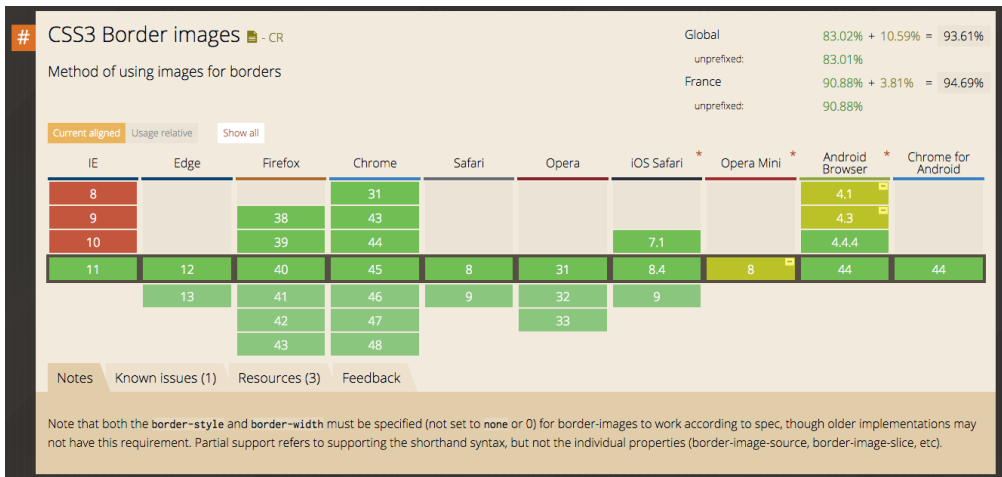 # CSS3 Border images - CR
Global 83.02% + 10.59% = 93.61%
unprefixed: 83.01%
Method of using images for borders
France 90.88% + 3.81% = 94.69%
unprefixed: 90.88%
Current aligned Usage relative Show all
IE Edge Firefox Chrome Safari Opera iOS Safari * Opera Mini * Android Browser * Chrome for Android
8 31 4.1 -
9 38 43 4.3 -
10 39 44 7.1 4.4.4
11 12 40 45 8 31 8.4 8 - 44 44
13 41 46 9 32 9
42 47 33
43 48
Notes Known issues (1) Resources (3) Feedback
Note that both the border-style and border-width must be specified (not set to none or 0) for border-images to work according to spec, though older implementations may
not have this requirement. Partial support refers to supporting the shorthand syntax, but not the individual properties (border-image-source, border-image-slice, etc).